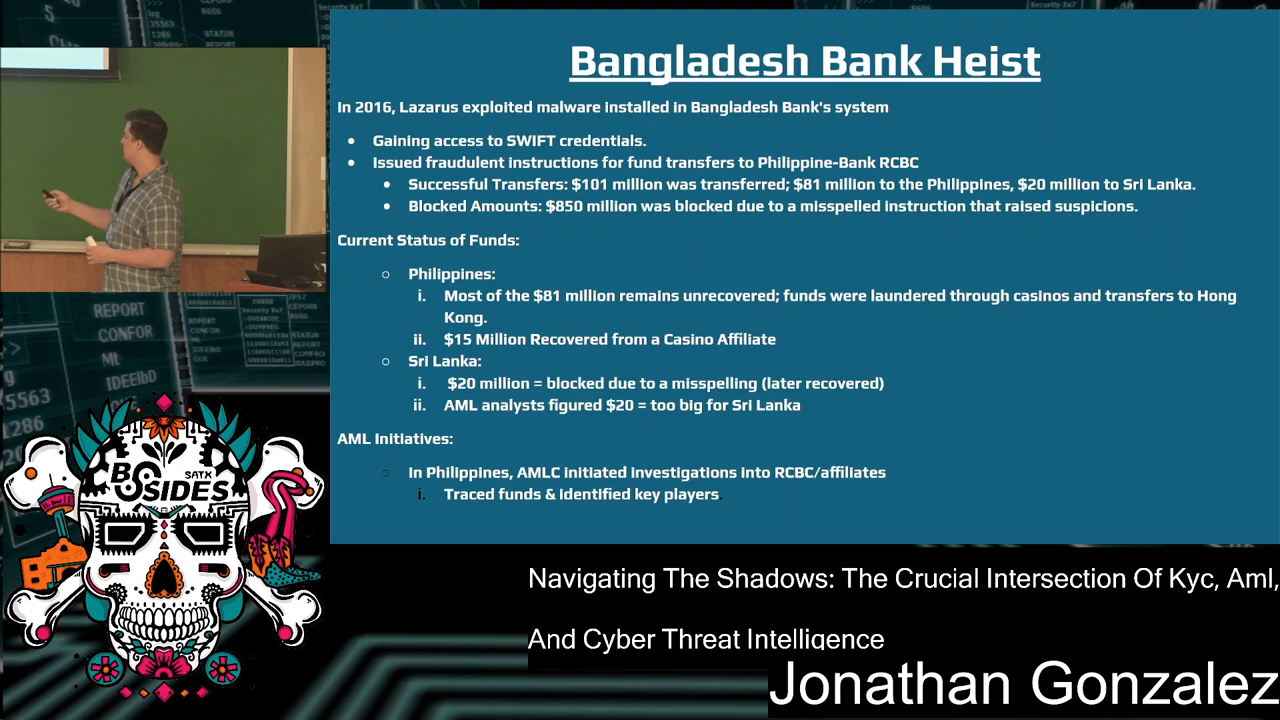 Bangladesh Bank Heist
In 2016, Lazarus exploited malware installed in Bangladesh Bank's system
● Gaining access to SWIFT credentials.
● Issued fraudulent instructions for fund transfers to Philippine-Bank RCBC
● Successful Transfers: $101 million was transferred; $81 million to the Philippines, $20 million to Sri Lanka.
● Blocked Amounts: $850 million was blocked due to a misspelled instruction that raised suspicions.
Current Status of Funds:
○ Philippines:
i. Most of the $81 million remains unrecovered; funds were laundered through casinos and transfers to Hong
Kong.
ii. $15 Million Recovered from a Casino Affiliate
○ Sri Lanka:
i. $20 million = blocked due to a misspelling (later recovered)
ii. AML analysts figured $20 = too big for Sri Lanka
AML Initiatives:
○ In Philippines, AMLC initiated investigations into RCBC/affiliates
i. Traced funds & identified key players.
REPORT
CONFOR
Mt
IDEElbD
5563
1286
BSIDES
SATX
Navigating The Shadows: The Crucial Intersection Of Kyc, Aml,
And Cyber Threat Intelligence
Jonathan Gonzalez